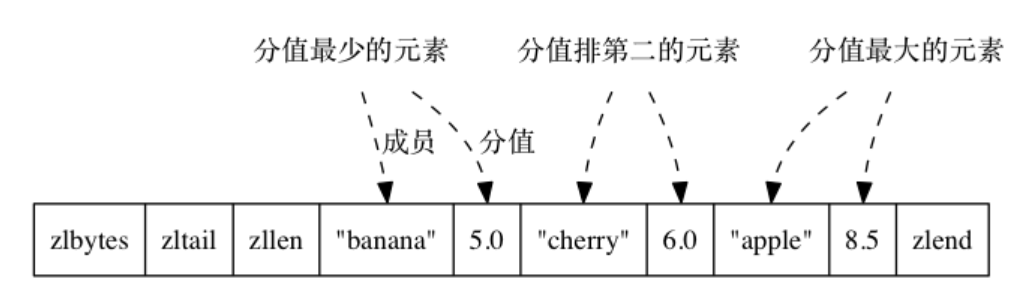 分值最少的元素 分值排第二的元素 分值最大的元素
成员 分值
zlbytes zltail zllen "banana" 5.0 "cherry" 6.0 "apple" 8.5 zlend